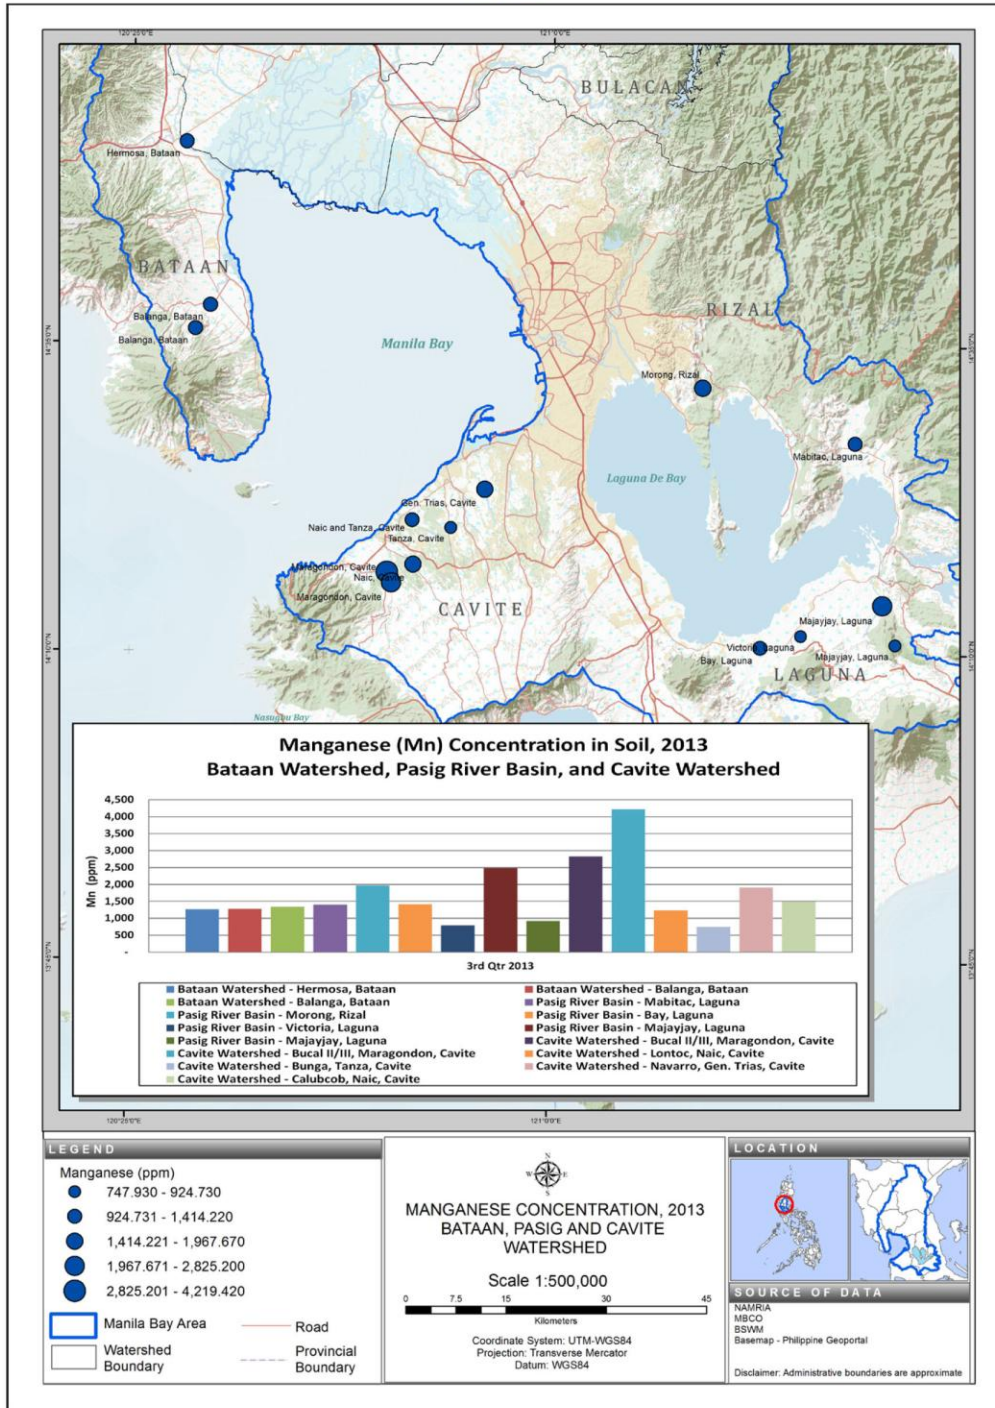 120°25'0"E
121°0'0"E
BULACAN
Hermosa, Bataan
BATAAN
Balanga, Bataan
Balanga, Bataan
RIZAL
14°35'0"N
14°35'0"N
Manila Bay
Morong, Rizal
Mabitac, Laguna
Laguna De Bay
Gen. Trias, Cavite
Naic and Tanza, Cavite
Tanza, Cavite
Maragondon, Cavite
Naic, Cavite
Maragondon, Cavite
CAVITE
Majayjay, Laguna
Victoria, Laguna
Bay, Laguna
Majayjay, Laguna
LAGUNA
Nasugbu Bay
Manganese (Mn) Concentration in Soil, 2013
Bataan Watershed, Pasig River Basin, and Cavite Watershed
Mn (ppm)
4,500
4,000
3,500
3,000
2,500
2,000
1,500
1,000
500
-
3rd Qtr 2013
Bataan Watershed - Hermosa, Bataan
Bataan Watershed - Balanga, Bataan
Bataan Watershed - Balanga, Bataan
Pasig River Basin - Mabitac, Laguna
Pasig River Basin - Morong, Rizal
Pasig River Basin - Bay, Laguna
Pasig River Basin - Victoria, Laguna
Pasig River Basin - Majayjay, Laguna
Pasig River Basin - Majayjay, Laguna
Cavite Watershed - Bucal II/III, Maragondon, Cavite
Cavite Watershed - Bucal II/III, Maragondon, Cavite
Cavite Watershed - Lontoc, Naic, Cavite
Cavite Watershed - Bunga, Tanza, Cavite
Cavite Watershed - Navarro, Gen. Trias, Cavite
Cavite Watershed - Calubcob, Naic, Cavite
120°25'0"E
121°0'0"E
LEGEND
Manganese (ppm)
747.930 - 924.730
924.731 - 1,414.220
1,414.221 - 1,967.670
1,967.671 - 2,825.200
2,825.201 - 4,219.420
Manila Bay Area
Road
Watershed Boundary
Provincial Boundary
N
W
E
S
MANGANESE CONCENTRATION, 2013
BATAAN, PASIG AND CAVITE
WATERSHED
Scale 1:500,000
0 7.5 15 30 45
Kilometers
Coordinate System: UTM-WGS84
Projection: Transverse Mercator
Datum: WGS84
LOCATION
SOURCE OF DATA
NAMRIA
MBCO
BSWM
Basemap - Philippine Geoportal
Disclaimer: Administrative boundaries are approximate